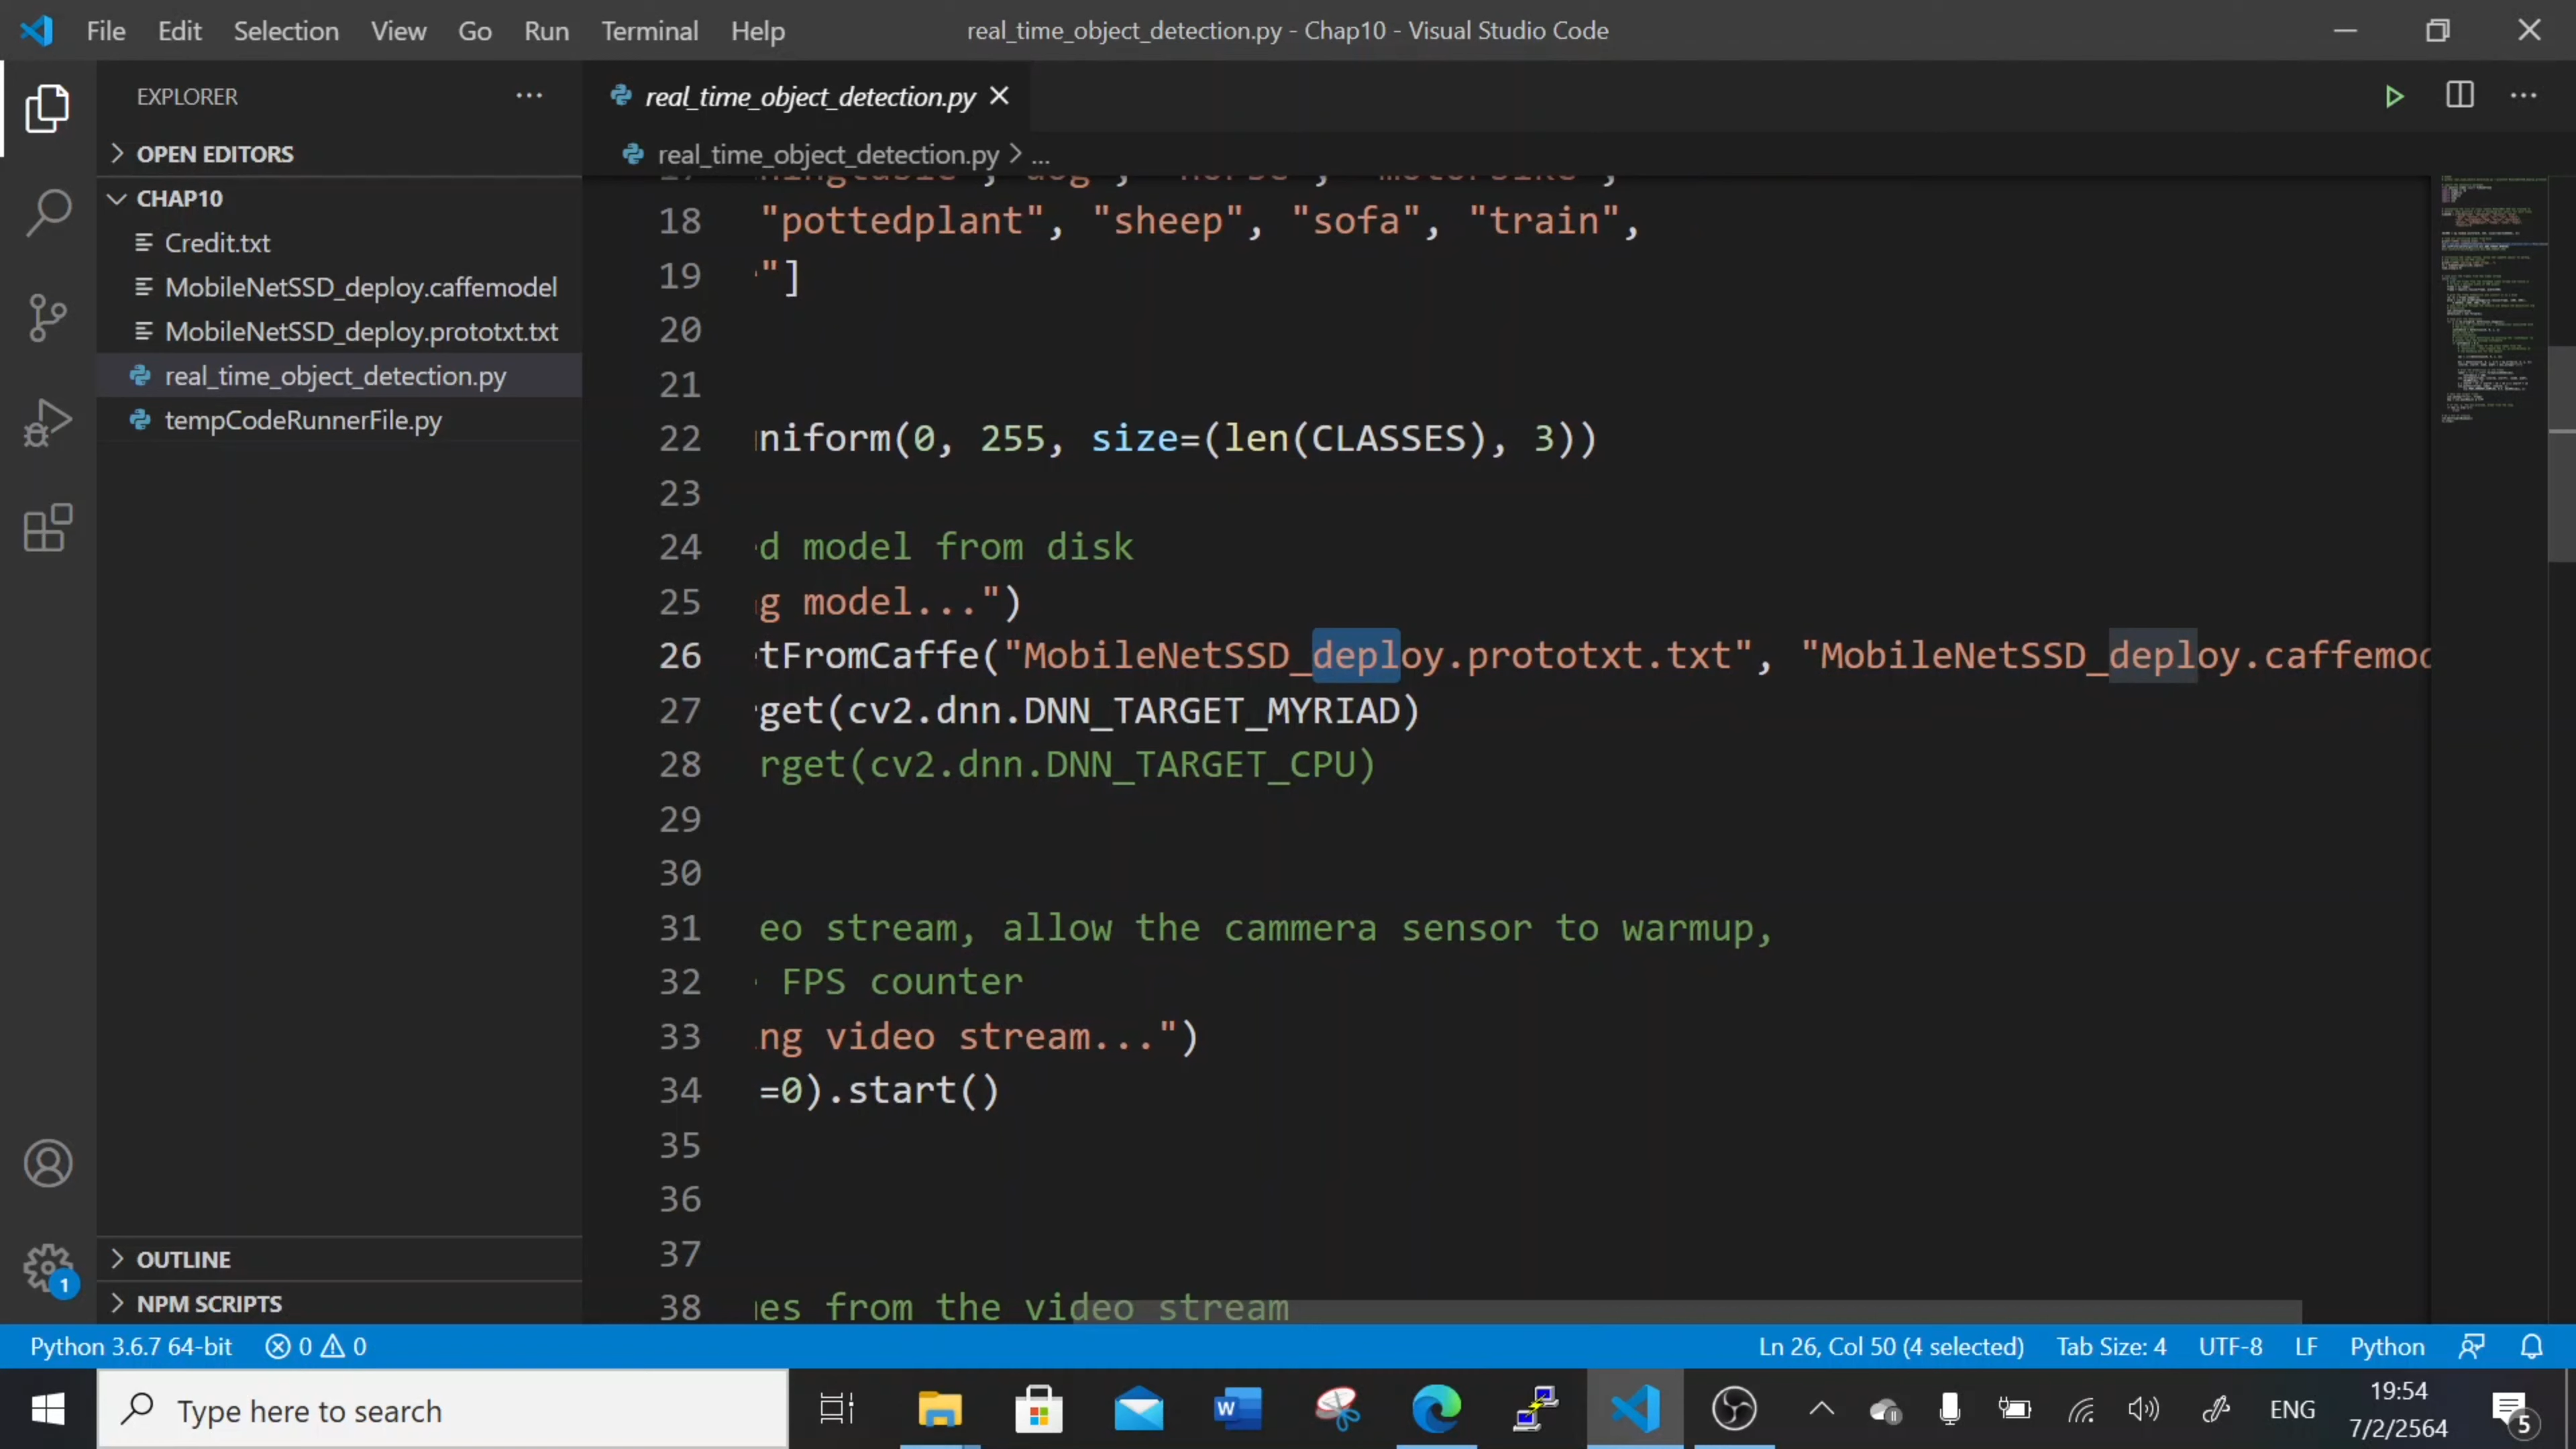 File Edit Selection View Go Run Terminal Help
real_time_object_detection.py - Chap10 - Visual Studio Code
EXPLORER
OPEN EDITORS
CHAP10
Credit.txt
MobileNetSSD_deploy.caffemodel
MobileNetSSD_deploy.prototxt.txt
real_time_object_detection.py
tempCodeRunnerFile.py
OUTLINE
NPM SCRIPTS
real_time_object_detection.py
real_time_object_detection.py > ...
18 "pottedplant", "sheep", "sofa", "train",
19 "]
20
21
22 niform(0, 255, size=(len(CLASSES), 3))
23
24 d model from disk
25 g model...")
26 tFromCaffe("MobileNetSSD_deploy.prototxt.txt", "MobileNetSSD_deploy.caffemod
27 get(cv2.dnn.DNN_TARGET_MYRIAD)
28 rget(cv2.dnn.DNN_TARGET_CPU)
29
30
31 eo stream, allow the cammera sensor to warmup,
32 FPS counter
33 ng video stream...")
34 =0).start()
35
36
37
38 es from the video stream
1
Python 3.6.7 64-bit 0 0
Ln 26, Col 50 (4 selected) Tab Size: 4 UTF-8 LF Python
Type here to search
ENG
19:54
7/2/2564
5